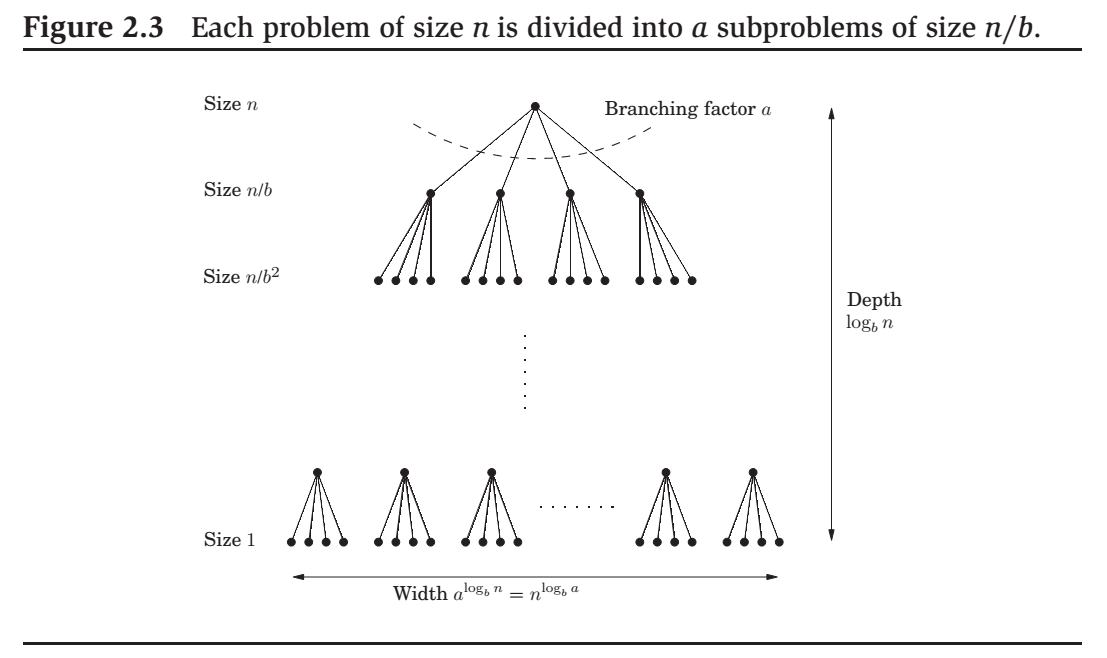 Figure 2.3 Each problem of size n is divided into a subproblems of size n/b.
Size n
Branching factor a
Size n/b
Size n/b²
Depth
log_b n
Size 1
Width a^{log_b n} = n^{log_b a}